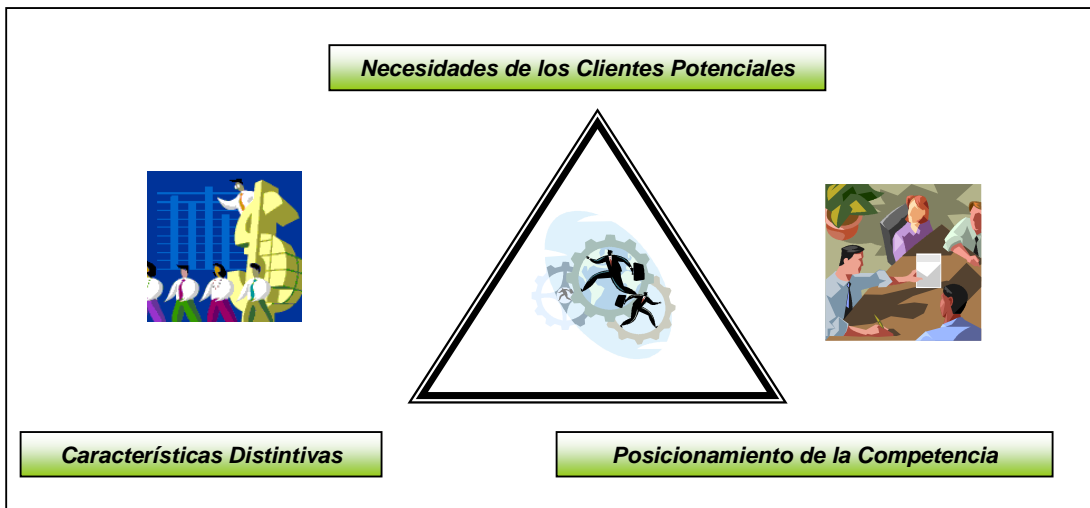 Necesidades de los Clientes Potenciales
Características Distintivas
Posicionamiento de la Competencia